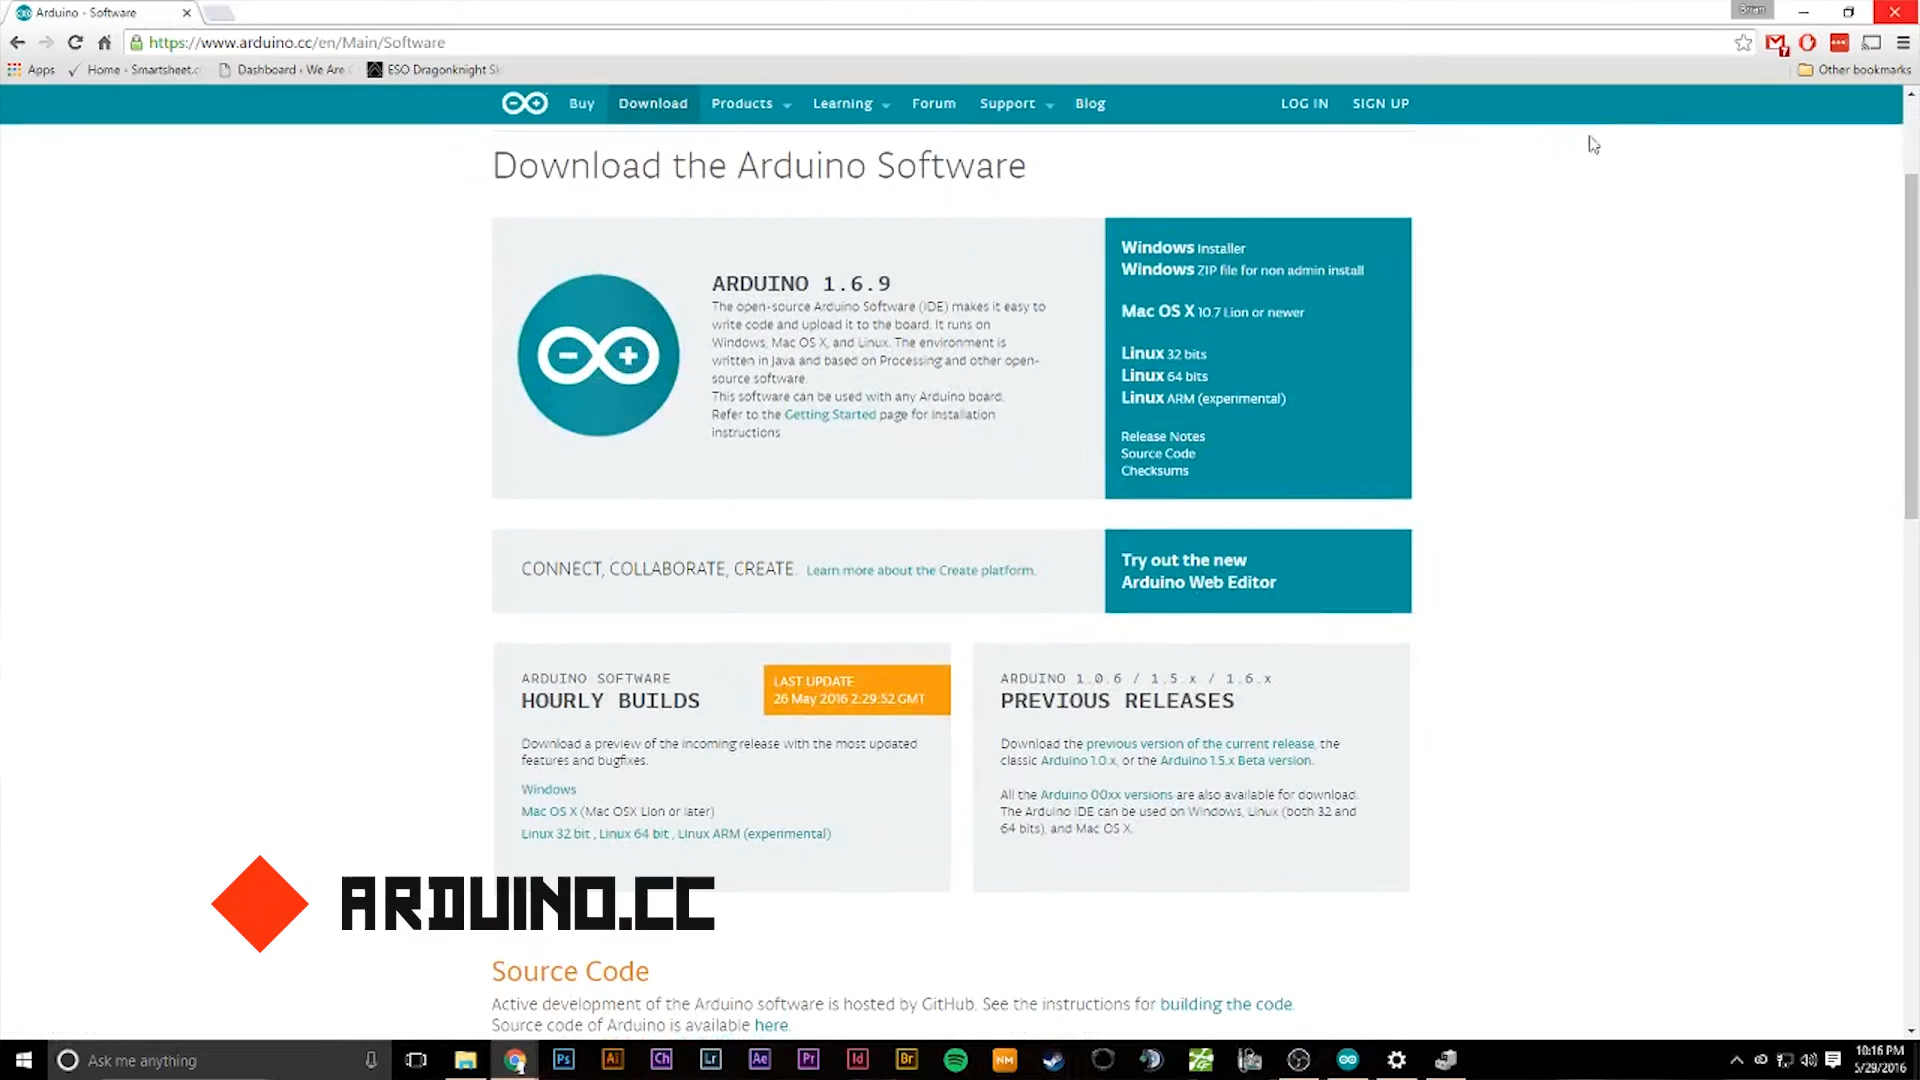 Arduino - Software
Brian
https://www.arduino.cc/en/Main/Software
Apps
Home - Smartsheet.c
Dashboard ‹ We Are
ESO Dragonknight Sk
Other bookmarks
Buy
Download
Products
Learning
Forum
Support
Blog
LOG IN
SIGN UP
Download the Arduino Software
ARDUINO 1.6.9
The open-source Arduino Software (IDE) makes it easy to
write code and upload it to the board. It runs on
Windows, Mac OS X, and Linux. The environment is
written in Java and based on Processing and other open-
source software.
This software can be used with any Arduino board.
Refer to the Getting Started page for Installation
instructions.
Windows Installer
Windows ZIP file for non admin install
Mac OS X 10.7 Lion or newer
Linux 32 bits
Linux 64 bits
Linux ARM (experimental)
Release Notes
Source Code
Checksums
CONNECT, COLLABORATE, CREATE. Learn more about the Create platform.
Try out the new
Arduino Web Editor
ARDUINO SOFTWARE
HOURLY BUILDS
LAST UPDATE
26 May 2016 2:29:52 GMT
Download a preview of the incoming release with the most updated
features and bugfixes.
Windows
Mac OS X (Mac OSX Lion or later)
Linux 32 bit , Linux 64 bit , Linux ARM (experimental)
ARDUINO 1.0.6 / 1.5.x / 1.6.x
PREVIOUS RELEASES
Download the previous version of the current release, the
classic Arduino 1.0.x, or the Arduino 1.5.x Beta version.
All the Arduino 00xx versions are also available for download.
The Arduino IDE can be used on Windows, Linux (both 32 and
64 bits), and Mac OS X.
ARDUINO.CC
Source Code
Active development of the Arduino software is hosted by GitHub. See the instructions for building the code.
Source code of Arduino is available here.
Ask me anything
Ps
Ai
Ch
Lr
Ae
Pr
Id
Br
NM
10:16 PM
5/29/2016